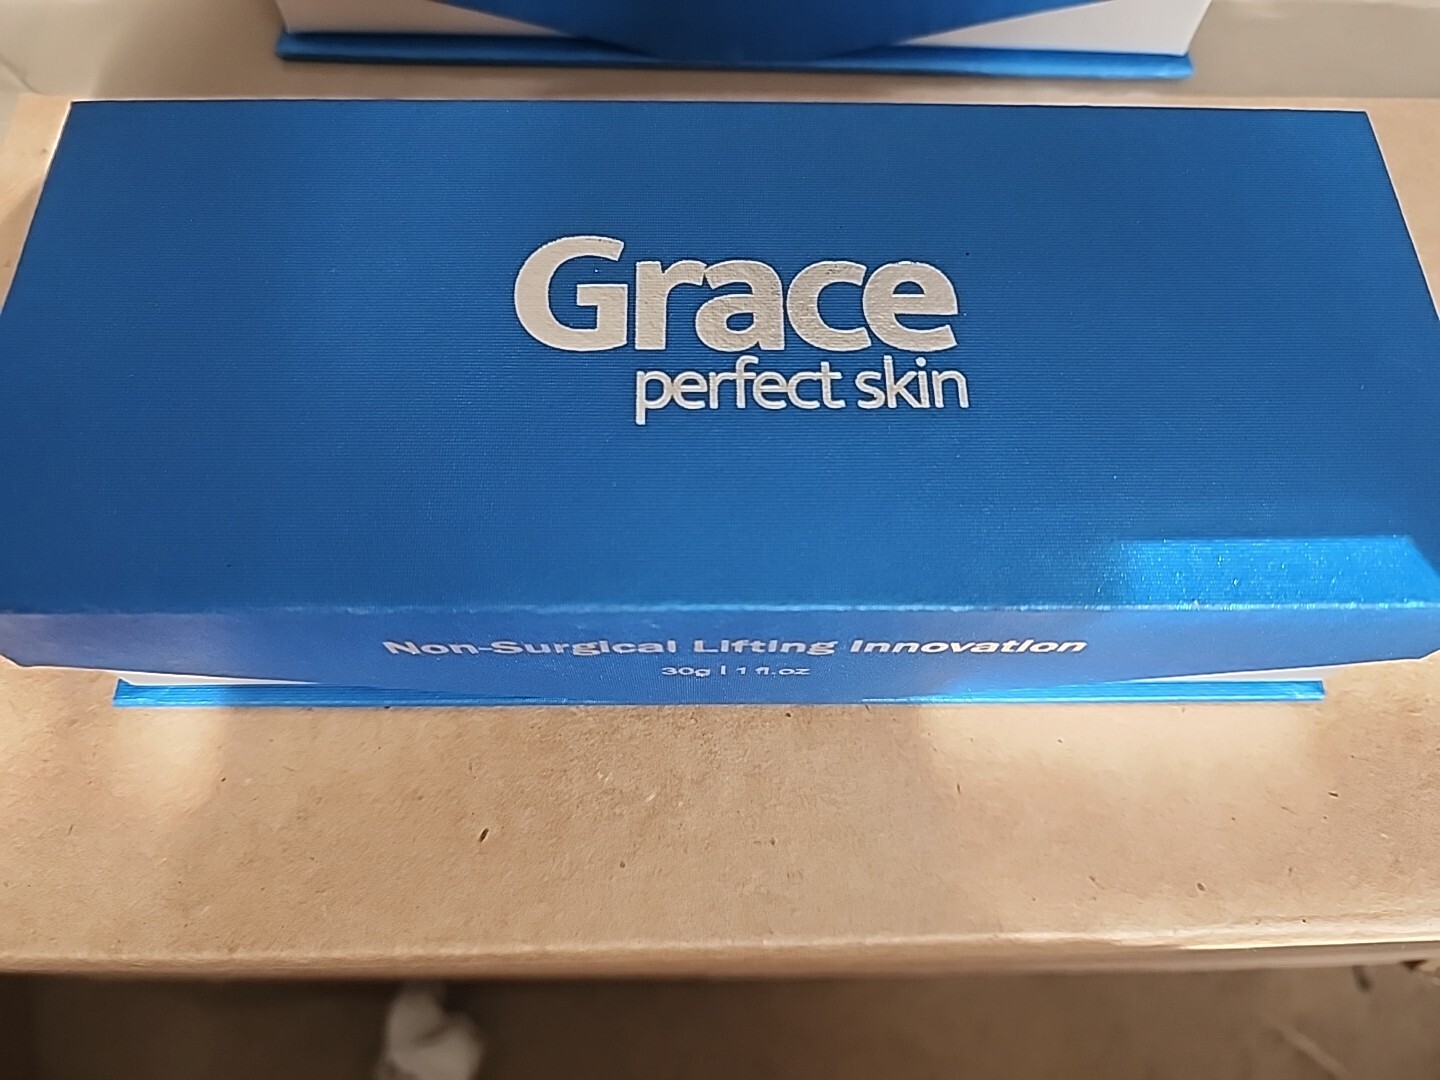 Grace
perfect skin
Non-Surgical Lifting Innovation
30g | 1 fl.oz